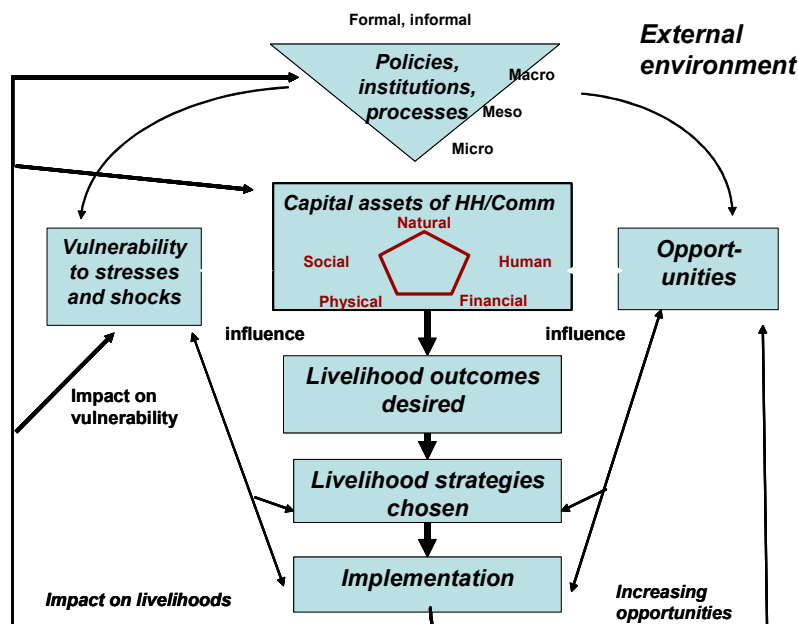 Formal, informal
External
environment
Policies,
institutions,
processes
Macro
Meso
Micro
Capital assets of HH/Comm
Natural
Social
Human
Physical
Financial
Vulnerability
to stresses
and shocks
Opport-
unities
influence
influence
Livelihood outcomes
desired
Impact on
vulnerability
Livelihood strategies
chosen
Implementation
Impact on livelihoods
Increasing
opportunities